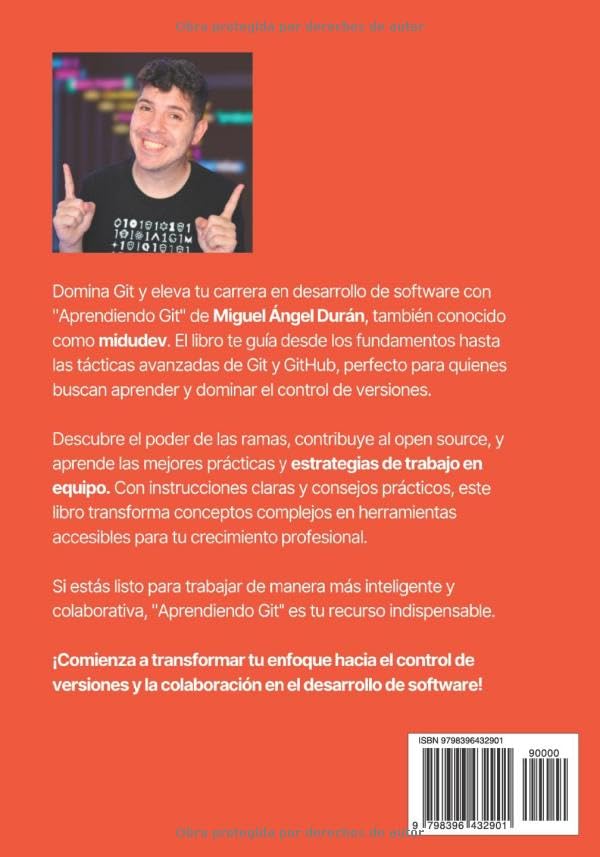 Obra protegida por derechos de autor
Domina Git y eleva tu carrera en desarrollo de software con
"Aprendiendo Git" de Miguel Ángel Durán, también conocido
como midudev. El libro te guía desde los fundamentos hasta
las tácticas avanzadas de Git y GitHub, perfecto para quienes
buscan aprender y dominar el control de versiones.
Descubre el poder de las ramas, contribuye al open source, y
aprende las mejores prácticas y estrategias de trabajo en
equipo. Con instrucciones claras y consejos prácticos, este
libro transforma conceptos complejos en herramientas
accesibles para tu crecimiento profesional.
Si estás listo para trabajar de manera más inteligente y
colaborativa, "Aprendiendo Git" es tu recurso indispensable.
¡Comienza a transformar tu enfoque hacia el control de
versiones y la colaboración en el desarrollo de software!
ISBN 9798396432901
90000
9 798396 432901
Obra protegida por derechos de autor